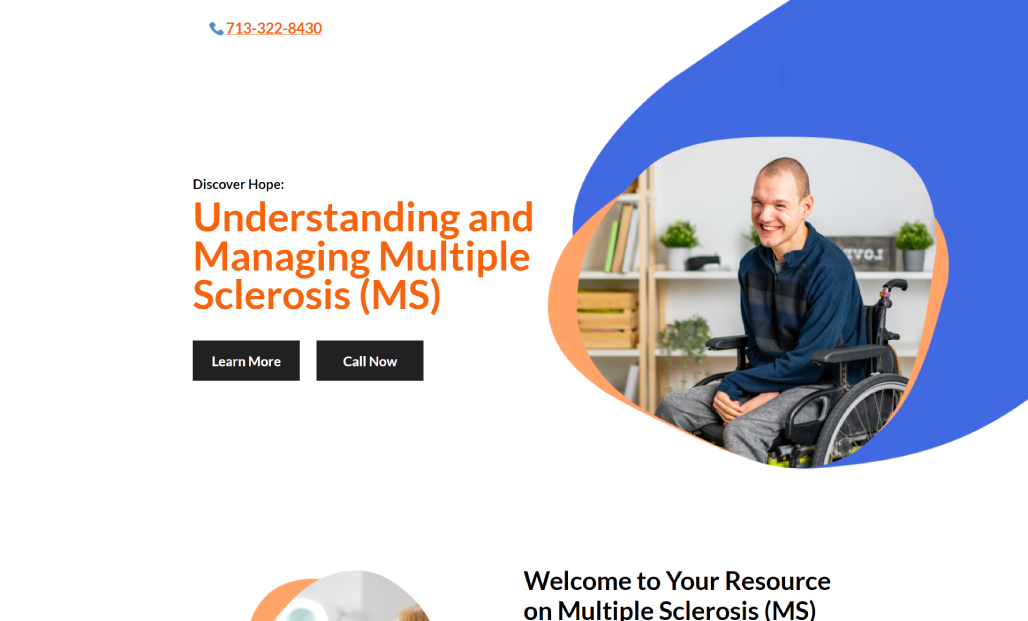 713-322-8430
Discover Hope:
Understanding and
Managing Multiple
Sclerosis (MS)
Learn More
Call Now
Welcome to Your Resource
on Multiple Sclerosis (MS)